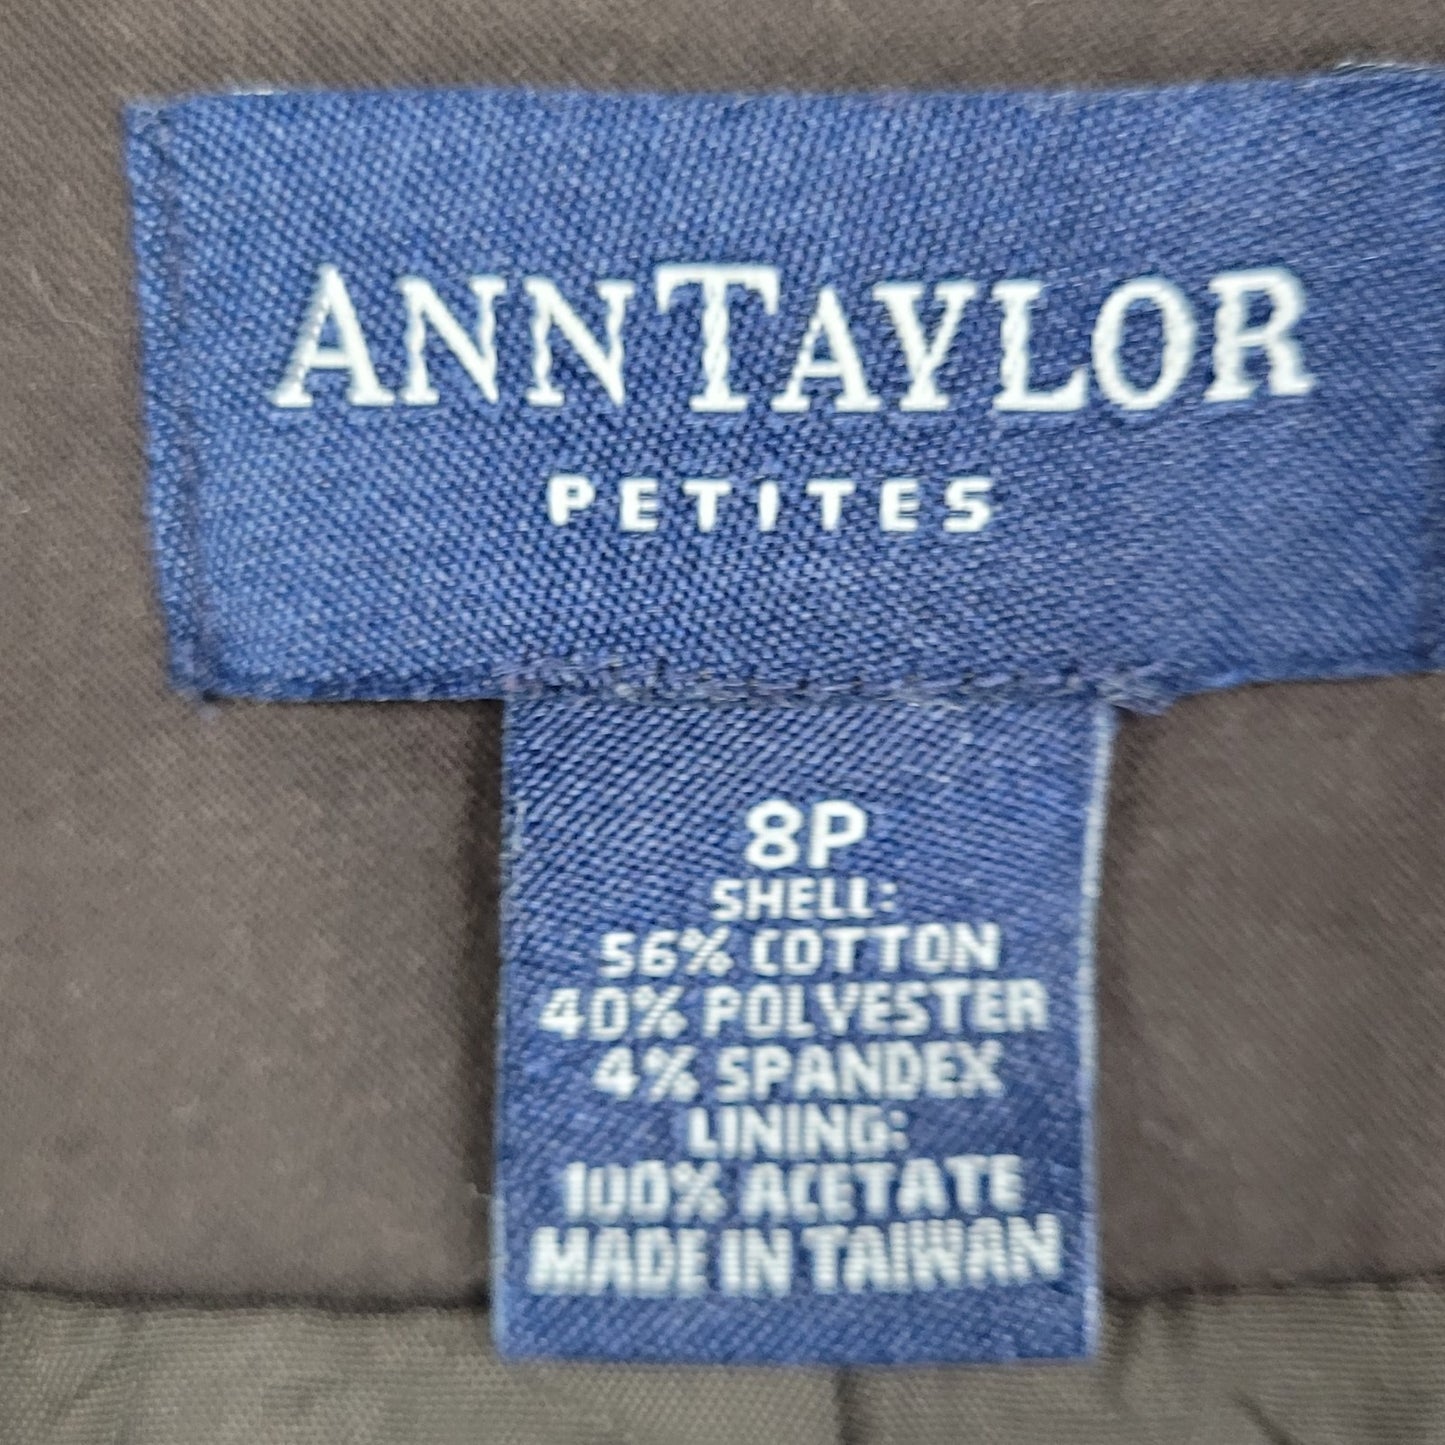 ANNTAYLOR
PETITES
8P
SHELL:
56% COTTON
40% POLYESTER
4% SPANDEX
LINING:
100% ACETATE
MADE IN TAIWAN